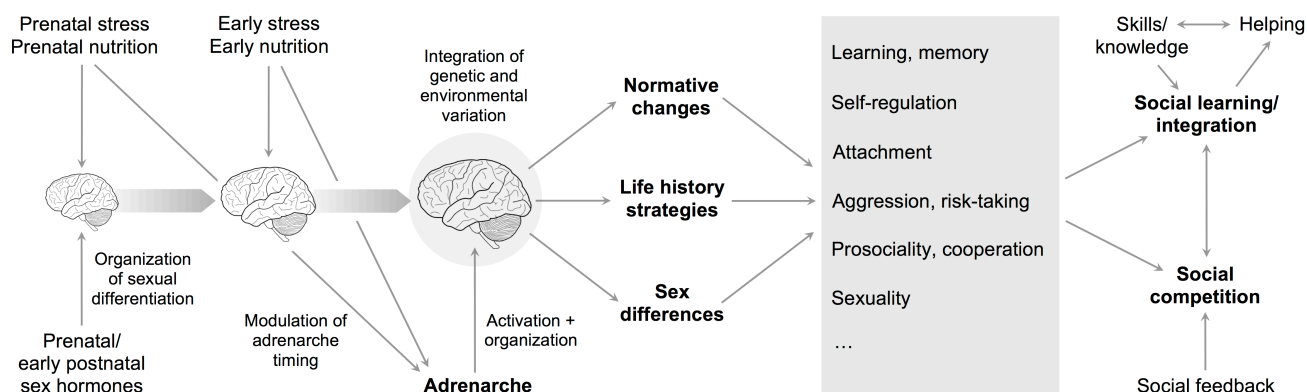 Prenatal stress
Prenatal nutrition
Early stress
Early nutrition
Integration of
genetic and
environmental
variation
Organization
of sexual
differentiation
Prenatal/
early postnatal
sex hormones
Modulation of
adrenarche
timing
Activation +
organization
Adrenarche
Normative
changes
Life history
strategies
Sex
differences
Learning, memory
Self-regulation
Attachment
Aggression, risk-taking
Prosociality, cooperation
Sexuality
...
Skills/
knowledge
Helping
Social learning/
integration
Social
competition
Social feedback